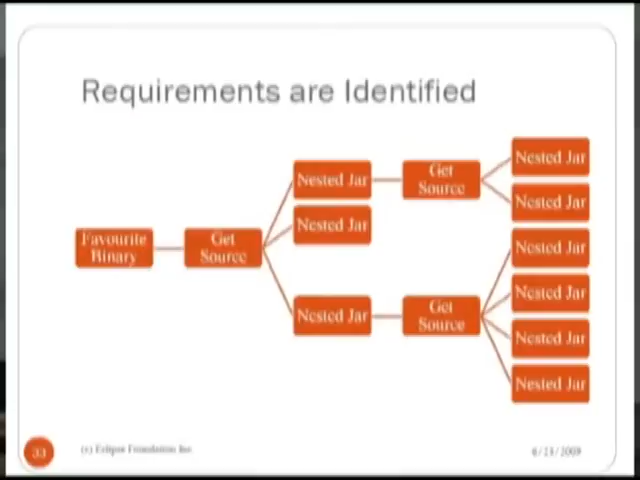 Requirements are Identified
Favourite
Binary
Get
Source
Nested Jar
Nested Jar
Nested Jar
Get
Source
Get
Source
Nested Jar
Nested Jar
Nested Jar
Nested Jar
Nested Jar
Nested Jar
33
(c) Eclipse Foundation Inc.
6/23/2009